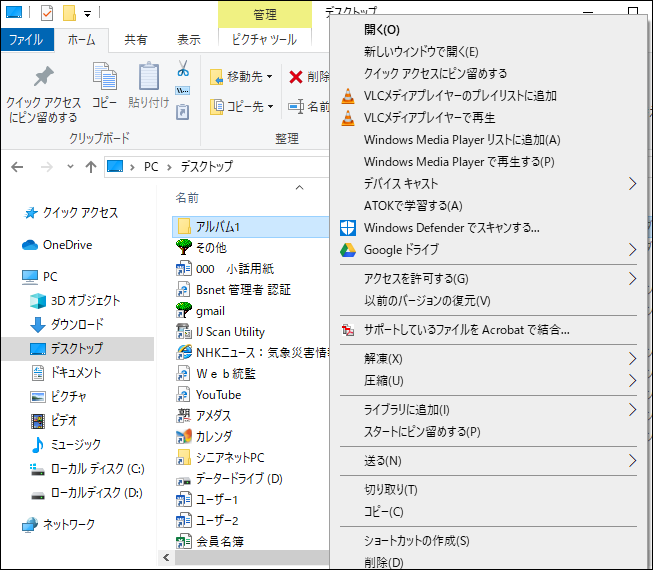 管理
デスクトップ
ファイル
ホーム
共有
表示
ピクチャ ツール
クイック アクセス
にピン留めする
コピー
貼り付け
移動先
コピー先
削除
名前
クリップボード
整理
PC
デスクトップ
名前
クイック アクセス
OneDrive
PC
3D オブジェクト
ダウンロード
デスクトップ
ドキュメント
ピクチャ
ビデオ
ミュージック
ローカル ディスク (C:)
ローカルディスク (D:)
ネットワーク
アルバム1
その他
000 小話用紙
Bsnet 管理者 認証
gmail
IJ Scan Utility
NHKニュース：気象災害情
Ｗｅｂ統監
YouTube
アメダス
カレンダ
シニアネットPC
データードライブ (D)
ユーザー1
ユーザー2
会員名簿
開く(O)
新しいウィンドウで開く(E)
クイック アクセスにピン留めする
VLCメディアプレイヤーのプレイリストに追加
VLCメディアプレイヤーで再生
Windows Media Player リストに追加(A)
Windows Media Player で再生する(P)
デバイス キャスト
ATOKで学習する(A)
Windows Defender でスキャンする...
Google ドライブ
アクセスを許可する(G)
以前のバージョンの復元(V)
サポートしているファイルを Acrobat で結合...
解凍(X)
圧縮(U)
ライブラリに追加(I)
スタートにピン留めする(P)
送る(N)
切り取り(T)
コピー(C)
ショートカットの作成(S)
削除(D)